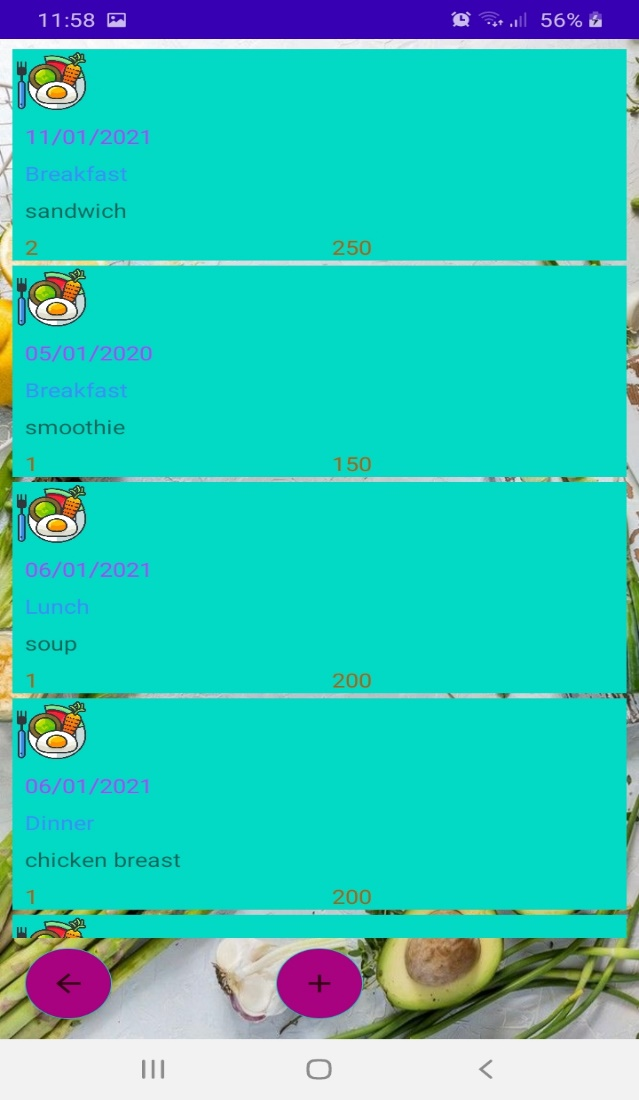 11:58 56%
11/01/2021
Breakfast
sandwich
2 250
05/01/2020
Breakfast
smoothie
1 150
06/01/2021
Lunch
soup
1 200
06/01/2021
Dinner
chicken breast
1 200